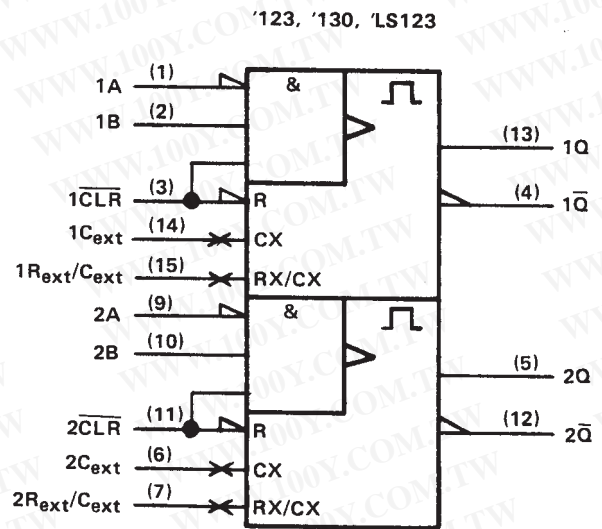 '123, '130, 'LS123
1A (1) &
1B (2)
(13) 1Q
1CLR (3) R
(4) 1Q̅
1Cext (14) CX
1Rext/Cext (15) RX/CX
2A (9) &
2B (10)
(5) 2Q
2CLR (11) R
(12) 2Q̅
2Cext (6) CX
2Rext/Cext (7) RX/CX
WWW.100Y.COM.TW